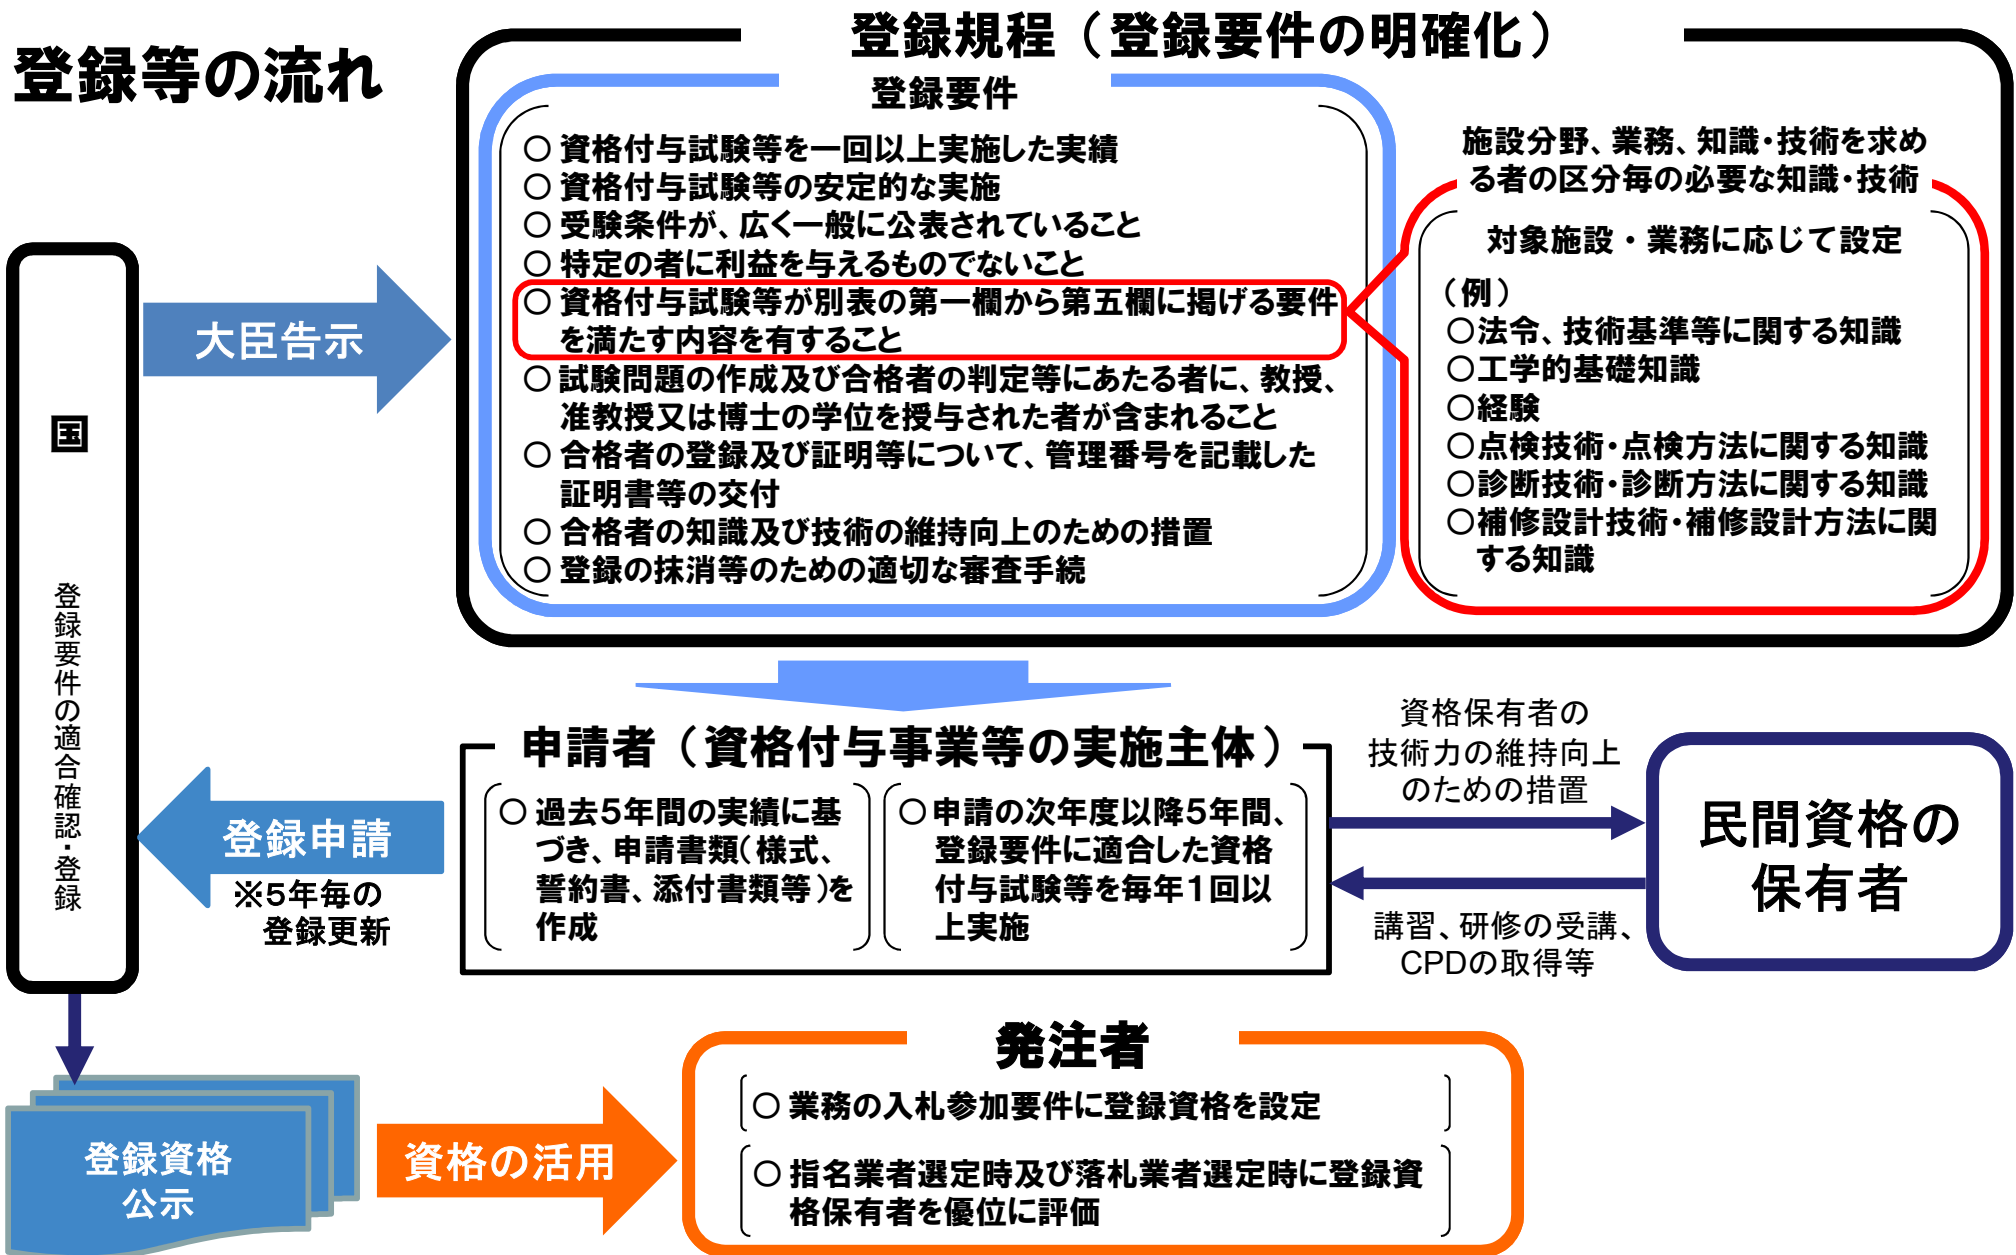 登録等の流れ
登録規程（登録要件の明確化）
登録要件
○ 資格付与試験等を一回以上実施した実績
○ 資格付与試験等の安定的な実施
○ 受験条件が、広く一般に公表されていること
○ 特定の者に利益を与えるものでないこと
○ 資格付与試験等が別表の第一欄から第五欄に掲げる要件
を満たす内容を有すること
○ 試験問題の作成及び合格者の判定等にあたる者に、教授、
准教授又は博士の学位を授与された者が含まれること
○ 合格者の登録及び証明等について、管理番号を記載した
証明書等の交付
○ 合格者の知識及び技術の維持向上のための措置
○ 登録の抹消等のための適切な審査手続
施設分野、業務、知識・技術を求め
る者の区分毎の必要な知識・技術
対象施設・業務に応じて設定
（例）
○法令、技術基準等に関する知識
○工学的基礎知識
○経験
○点検技術・点検方法に関する知識
○診断技術・診断方法に関する知識
○補修設計技術・補修設計方法に関
する知識
大臣告示
国
登録要件の適合確認・登録
申請者（資格付与事業等の実施主体）
○ 過去５年間の実績に基
づき、申請書類（様式、
誓約書、添付書類等）を
作成
○申請の次年度以降５年間、
登録要件に適合した資格
付与試験等を毎年１回以
上実施
登録申請
※５年毎の
登録更新
資格保有者の
技術力の維持向上
のための措置
講習、研修の受講、
CPDの取得等
民間資格の
保有者
登録資格
公示
資格の活用
発注者
○ 業務の入札参加要件に登録資格を設定
○ 指名業者選定時及び落札業者選定時に登録資
格保有者を優位に評価